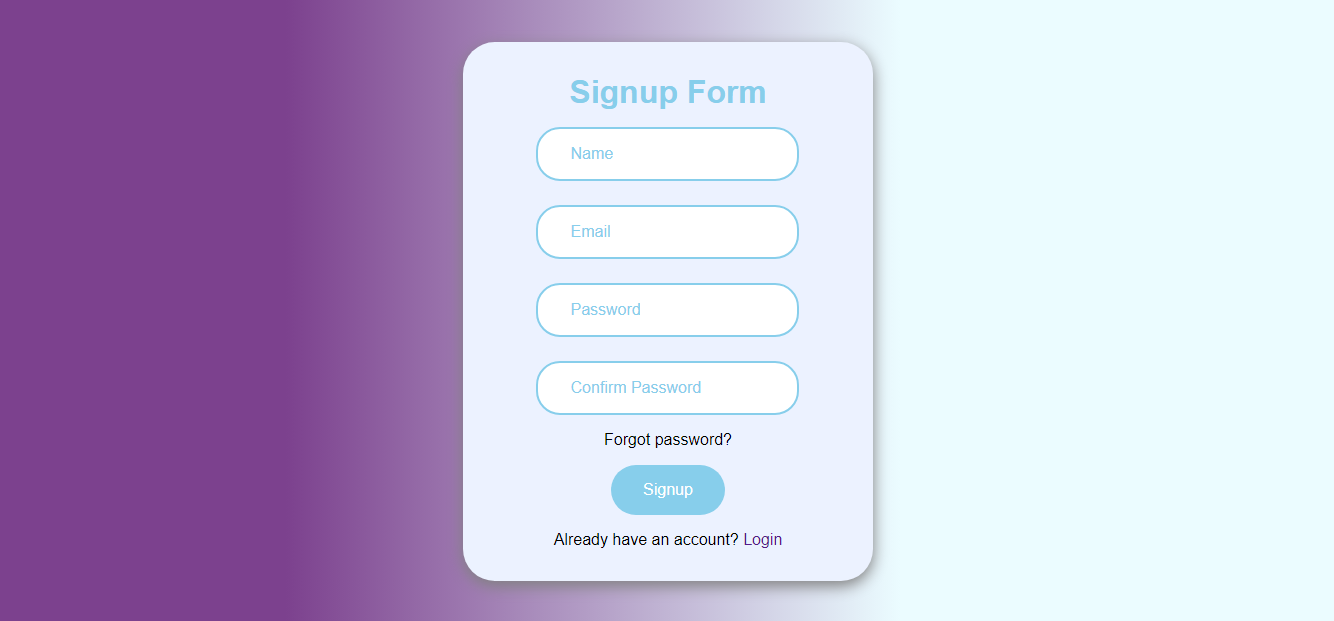 Signup Form
Name
Email
Password
Confirm Password
Forgot password?
Signup
Already have an account? Login